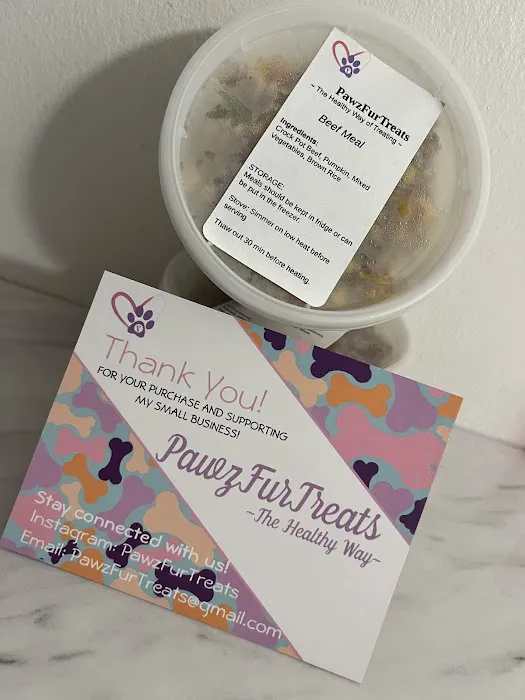 PawzFurTreats
~The Healthy Way of Treating~
Beef Meal
Ingredients:
Crock Pot Beef, Pumpkin, Mixed
Vegetables, Brown Rice
STORAGE:
Meals should be kept in fridge or can
be put in the freezer.
Stove: Simmer on low heat before
serving
Thaw out 30 min before heating.
Thank You!
FOR YOUR PURCHASE AND SUPPORTING
MY SMALL BUSINESS!
PawzFurTreats
~The Healthy Way~
Stay connected with us!
Instagram: PawzFurTreats
Email: PawzFurTreats@gmail.com